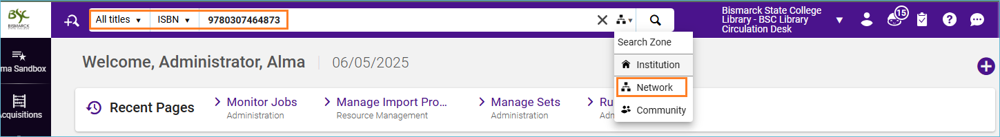 BSC
BISMARCK
STATE COLLEGE
All titles
ISBN
9780307464873
Bismarck State College
Library - BSC Library
Circulation Desk
15
Search Zone
Institution
Network
Community
ma Sandbox
cquisitions
Welcome, Administrator, Alma
06/05/2025
Recent Pages
Monitor Jobs
Administration
Manage Import Pro...
Resource Management
Manage Sets
Administration
Ru
Adm